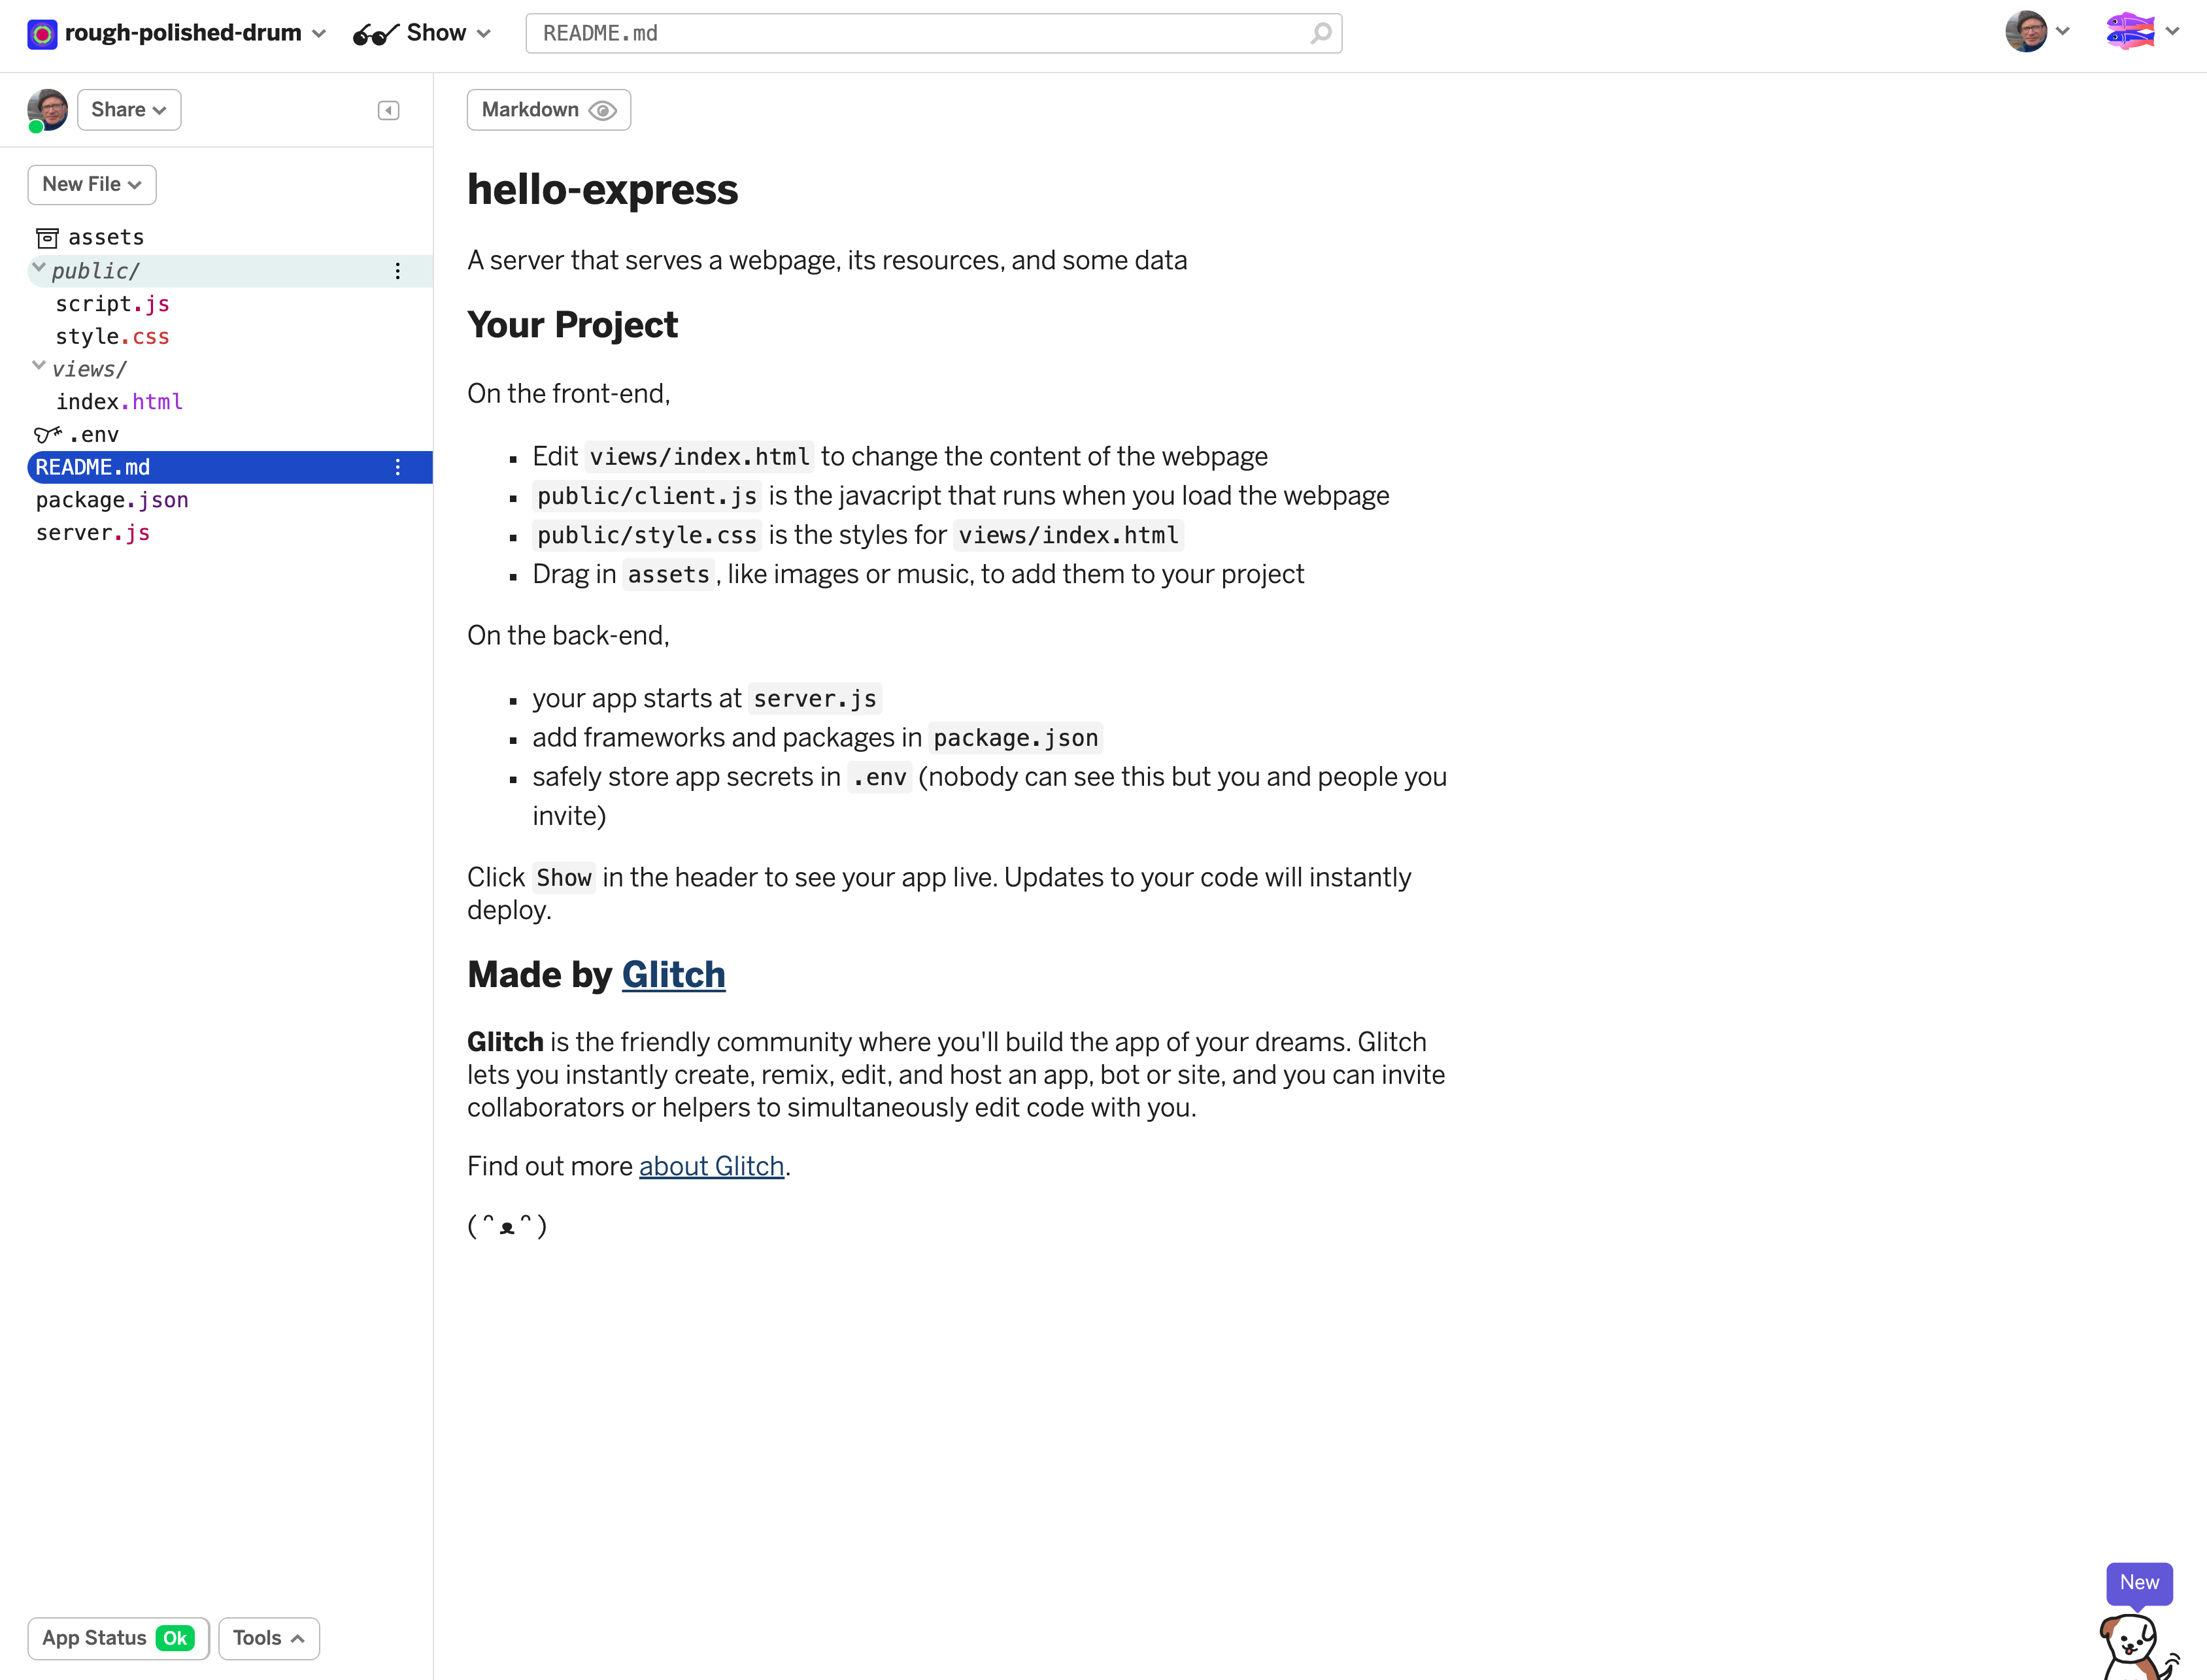 rough-polished-drum
Show
README.md
Share
Markdown
New File
assets
public/
script.js
style.css
views/
index.html
.env
README.md
package.json
server.js
hello-express
A server that serves a webpage, its resources, and some data
Your Project
On the front-end,
▪ Edit views/index.html to change the content of the webpage
▪ public/client.js is the javacript that runs when you load the webpage
▪ public/style.css is the styles for views/index.html
▪ Drag in assets, like images or music, to add them to your project
On the back-end,
▪ your app starts at server.js
▪ add frameworks and packages in package.json
▪ safely store app secrets in .env (nobody can see this but you and people you
invite)
Click Show in the header to see your app live. Updates to your code will instantly
deploy.
Made by Glitch
Glitch is the friendly community where you'll build the app of your dreams. Glitch
lets you instantly create, remix, edit, and host an app, bot or site, and you can invite
collaborators or helpers to simultaneously edit code with you.
Find out more about Glitch.
(ᵔᴥᵔ)
New
App Status Ok
Tools